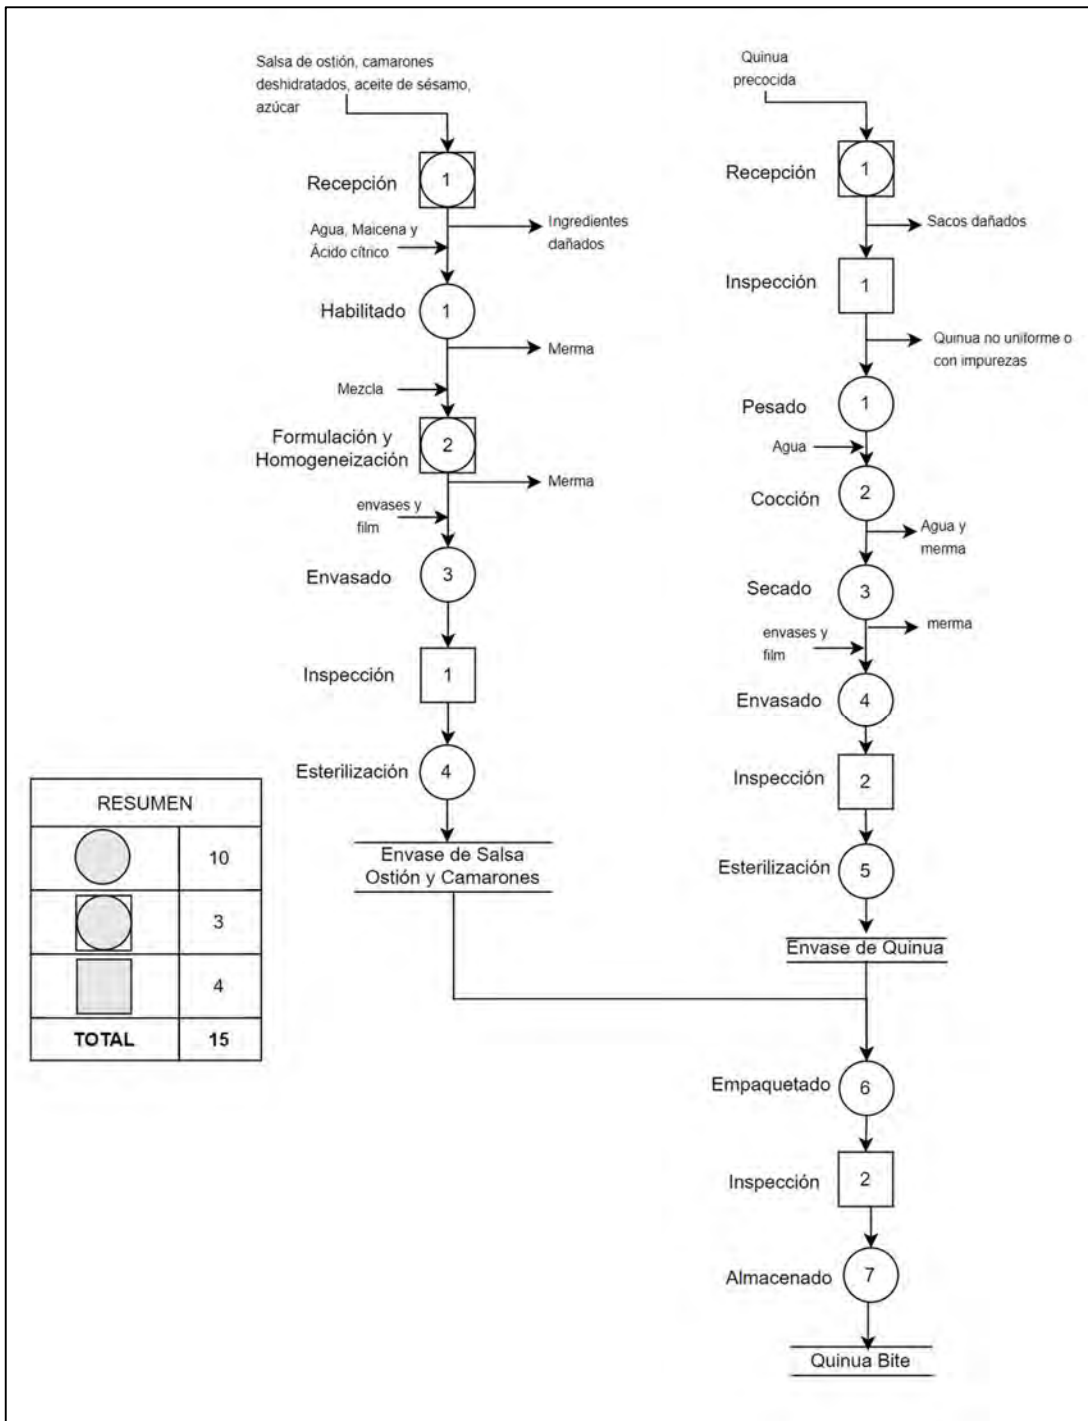 Salsa de ostión, camarones
deshidratados, aceite de sésamo,
azúcar
Recepción
1
Agua, Maicena y
Ácido cítrico
Ingredientes
dañados
Habilitado
1
Merma
Mezcla
Formulación y
Homogeneización
2
Merma
envases y
film
Envasado
3
Inspección
1
Esterilización
4
Envase de Salsa
Ostión y Camarones
Quinua
precocida
Recepción
1
Sacos dañados
Inspección
1
Quinua no uniforme o
con impurezas
Pesado
1
Agua
Cocción
2
Agua y
merma
Secado
3
merma
envases y
film
Envasado
4
Inspección
2
Esterilización
5
Envase de Quinua
Empaquetado
6
Inspección
2
Almacenado
7
Quinua Bite
RESUMEN
10
3
4
TOTAL 15